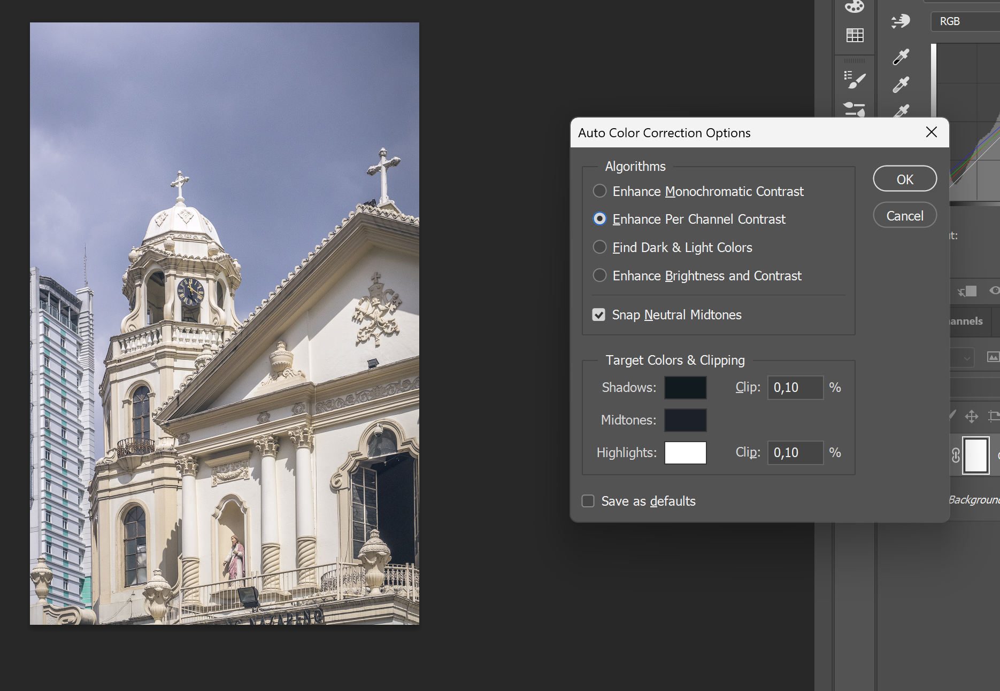 RGB
Auto Color Correction Options
Algorithms
Enhance Monochromatic Contrast
Enhance Per Channel Contrast
Find Dark & Light Colors
Enhance Brightness and Contrast
Snap Neutral Midtones
OK
Cancel
Target Colors & Clipping
Shadows: Clip: 0,10 %
Midtones:
Highlights: Clip: 0,10 %
Save as defaults
t:
annels
Background
NAZARENO